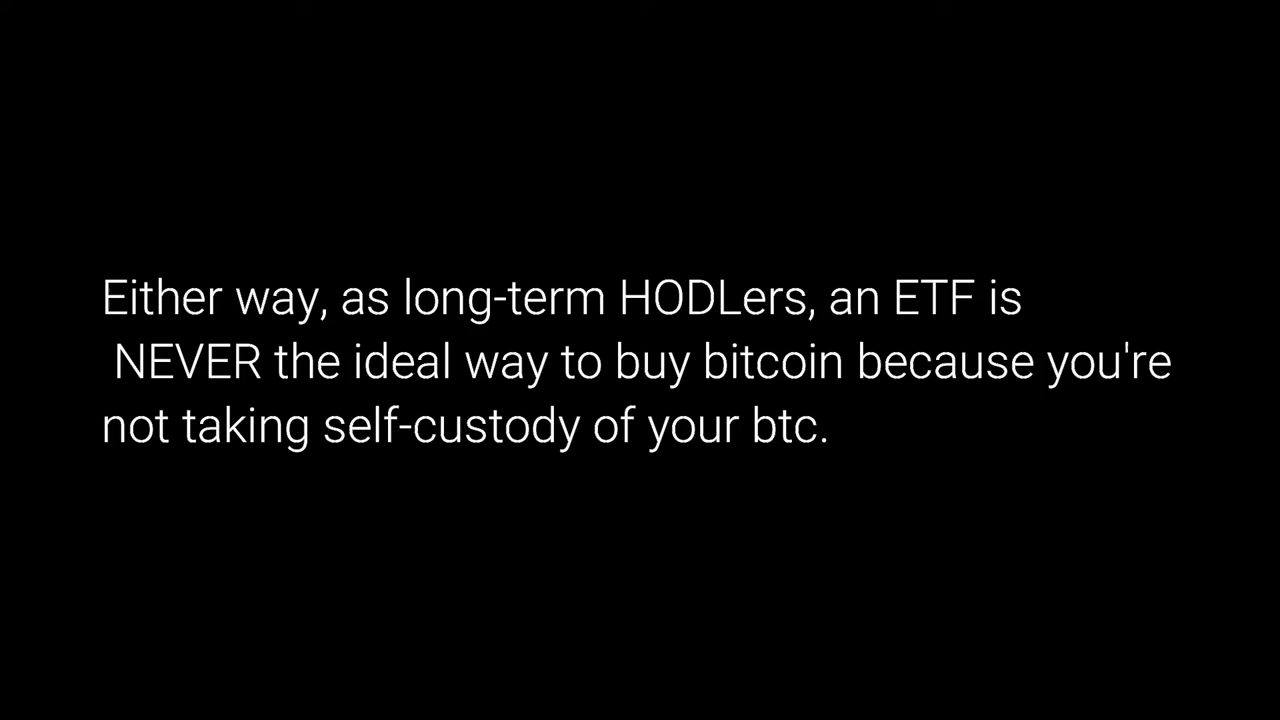 Either way, as long-term HODLers, an ETF is
NEVER the ideal way to buy bitcoin because you're
not taking self-custody of your btc.